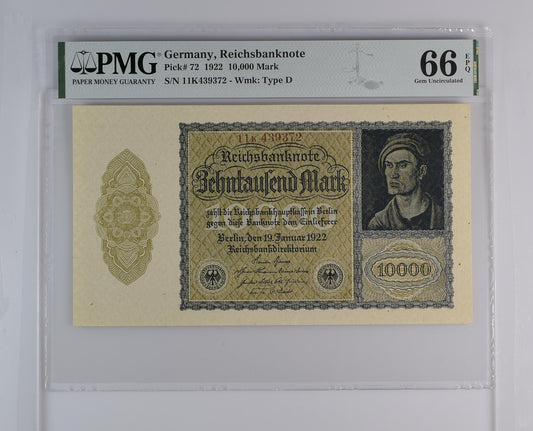 PMG
PAPER MONEY GUARANTY
Germany, Reichsbanknote
Pick# 72 1922 10,000 Mark
S/N 11K439372 - Wmk: Type D
66 EPQ
Gem Uncirculated
11K 439372
Reichsbanknote
Zehntausend Mark
zahlt die Reichsbankhauptkasse in Berlin
gegen diese Banknote dem Einlieferer
Berlin, den 19. Januar 1922
Reichsbankdirektorium
10000